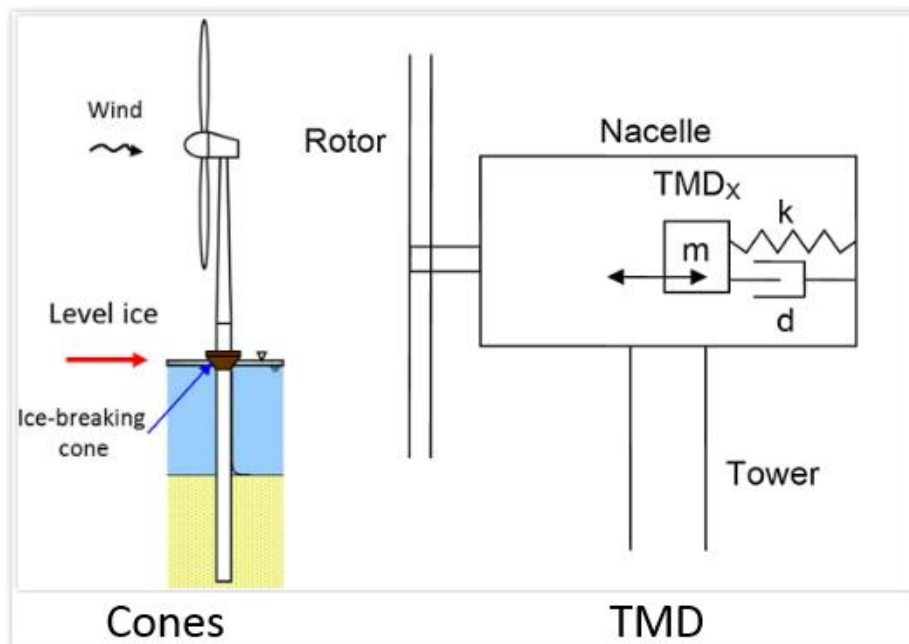 Wind
Level ice
Ice-breaking
cone
Rotor
Nacelle
TMDX
k
m
d
Tower
Cones
TMD